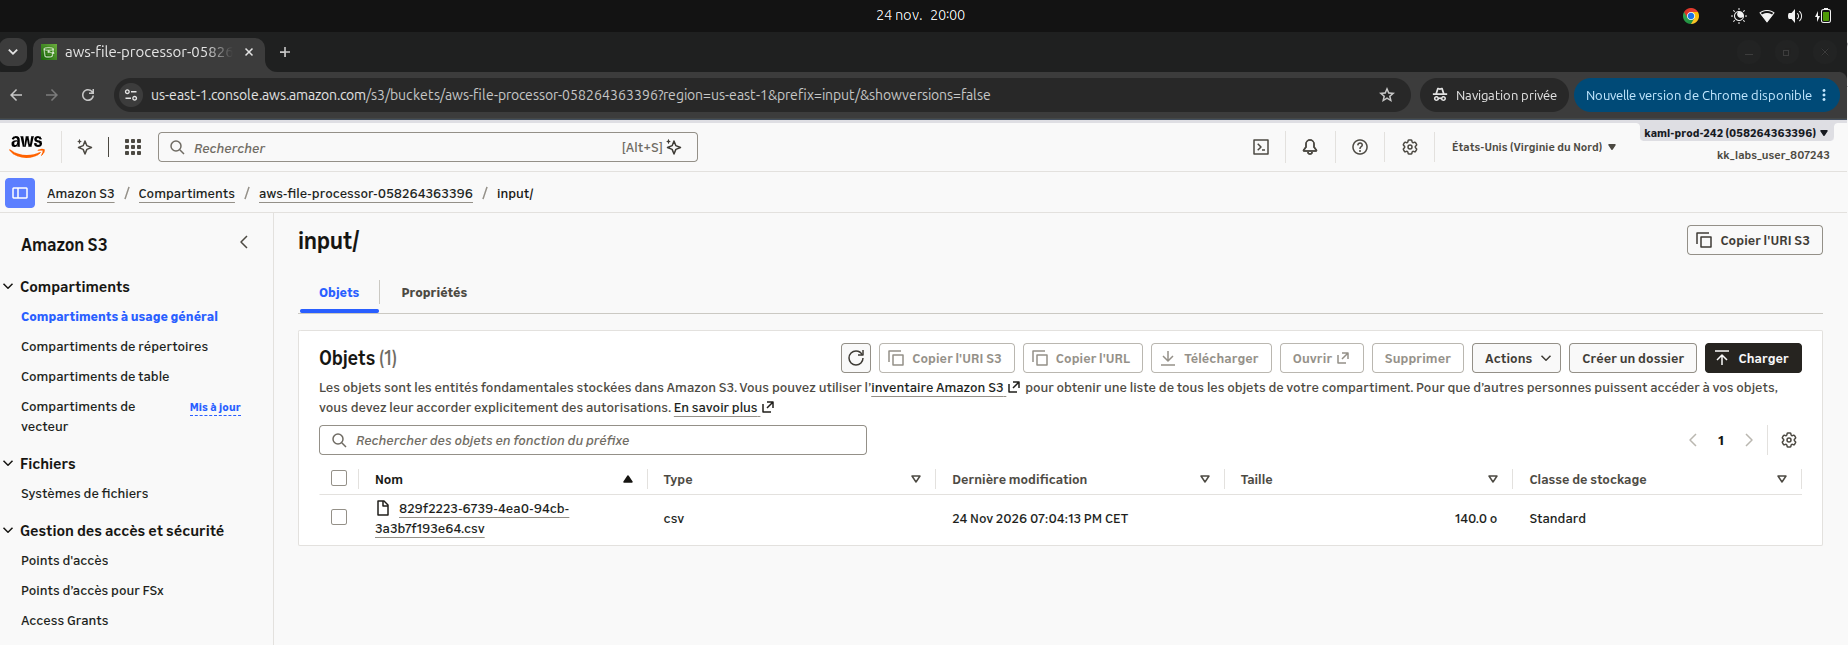 24 nov. 20:00
aws-file-processor-0582
us-east-1.console.aws.amazon.com/s3/buckets/aws-file-processor-058264363396?region=us-east-1&prefix=input/&showversions=false
Navigation privée
Nouvelle version de Chrome disponible
aws
Rechercher
[Alt+S]
États-Unis (Virginie du Nord)
kaml-prod-242 (058264363396)
kk_labs_user_807243
Amazon S3 / Compartiments / aws-file-processor-058264363396 / input/
Amazon S3
Compartiments
Compartiments à usage général
Compartiments de répertoires
Compartiments de table
Compartiments de vecteur
Mis à jour
Fichiers
Systèmes de fichiers
Gestion des accès et sécurité
Points d'accès
Points d'accès pour FSx
Access Grants
input/
Copier l'URI S3
Objets
Propriétés
Objets (1)
Copier l'URI S3
Copier l'URL
Télécharger
Ouvrir
Supprimer
Actions
Créer un dossier
Charger
Les objets sont les entités fondamentales stockées dans Amazon S3. Vous pouvez utiliser l'inventaire Amazon S3 pour obtenir une liste de tous les objets de votre compartiment. Pour que d'autres personnes puissent accéder à vos objets,
vous devez leur accorder explicitement des autorisations. En savoir plus
Rechercher des objets en fonction du préfixe
1
Nom
Type
Dernière modification
Taille
Classe de stockage
829f2223-6739-4ea0-94cb-
3a3b7f193e64.csv
csv
24 Nov 2026 07:04:13 PM CET
140.0 o
Standard